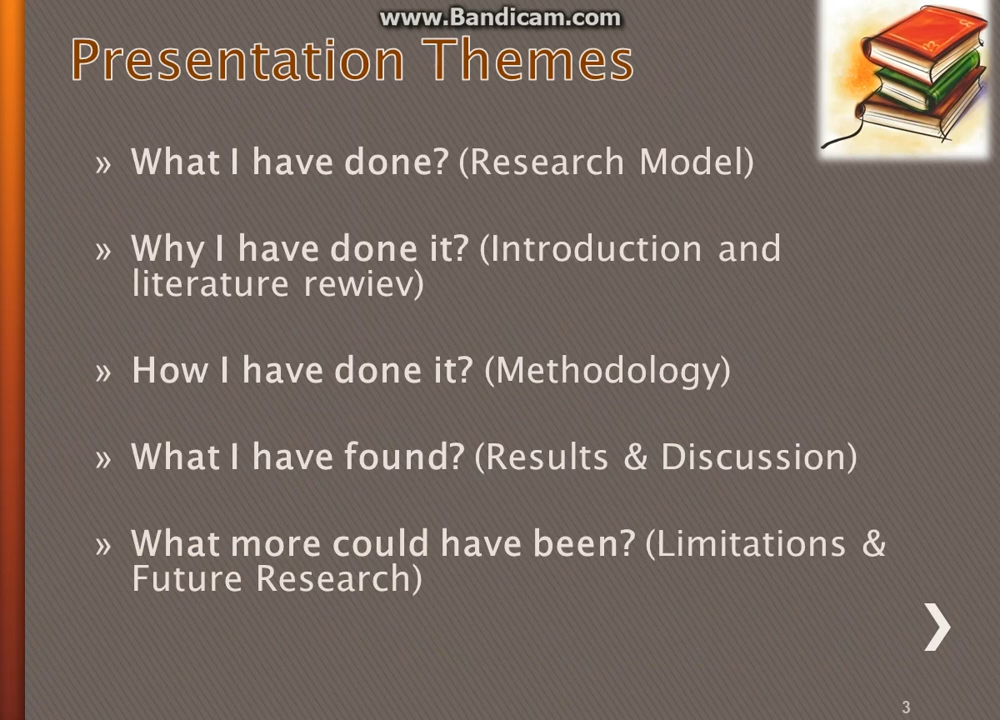 www.Bandicam.com
Presentation Themes
» What I have done? (Research Model)
» Why I have done it? (Introduction and
literature rewiev)
» How I have done it? (Methodology)
» What I have found? (Results & Discussion)
» What more could have been? (Limitations &
Future Research)
3